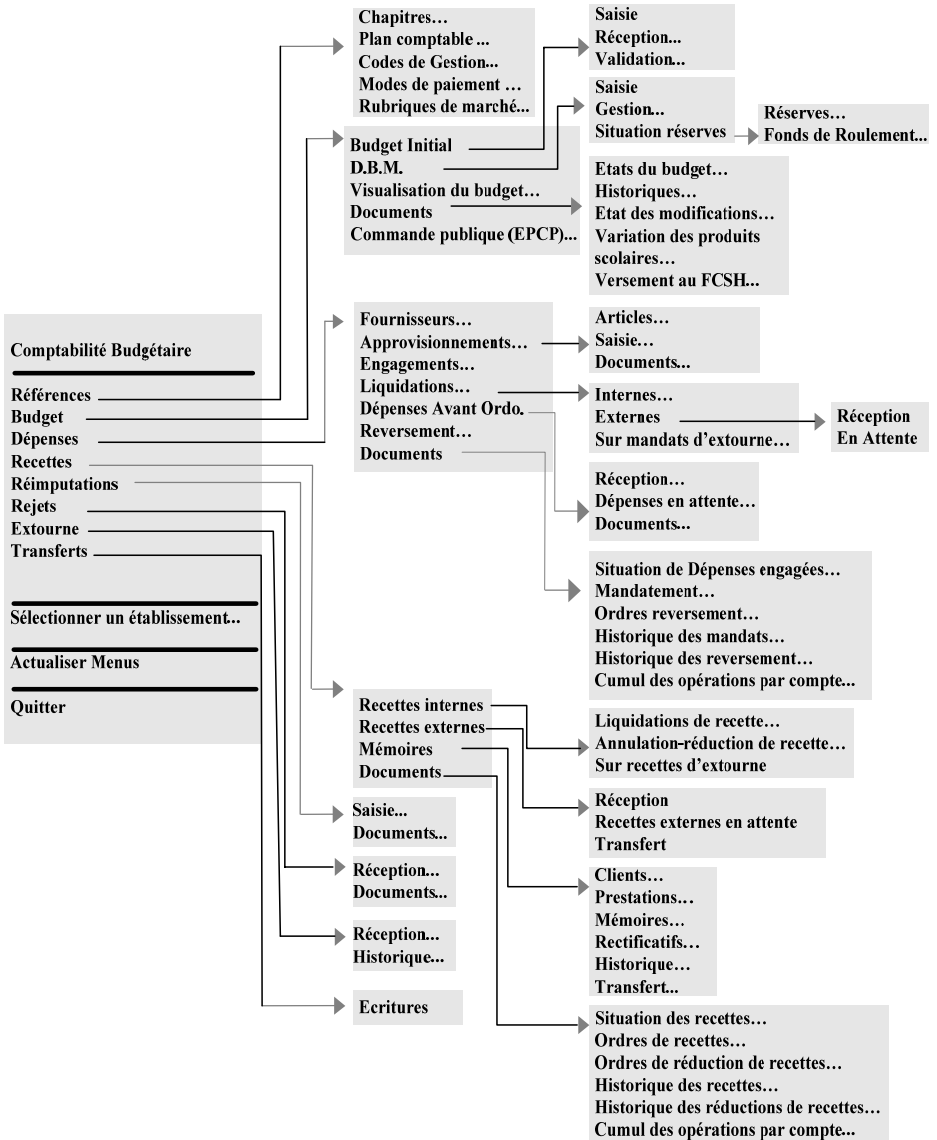 Comptabilité Budgétaire
Références
Budget
Dépenses
Recettes
Réimputations
Rejets
Extourne
Transferts
Sélectionner un établissement...
Actualiser Menus
Quitter
Chapitres…
Plan comptable ...
Codes de Gestion...
Modes de paiement …
Rubriques de marché...
Budget Initial
D.B.M.
Visualisation du budget…
Documents
Commande publique (EPCP)...
Saisie
Réception...
Validation...
Saisie
Gestion...
Situation réserves
Réserves…
Fonds de Roulement...
Etats du budget…
Historiques…
Etat des modifications…
Variation des produits
scolaires…
Versement au FCSH...
Fournisseurs…
Approvisionnements…
Engagements…
Liquidations…
Dépenses Avant Ordo.
Reversement…
Documents
Articles…
Saisie…
Documents...
Internes…
Externes
Sur mandats d’extourne…
Réception
En Attente
Réception…
Dépenses en attente…
Documents...
Situation de Dépenses engagées…
Mandatement…
Ordres reversement…
Historique des mandats…
Historique des reversement…
Cumul des opérations par compte...
Recettes internes
Recettes externes
Mémoires
Documents
Liquidations de recette…
Annulation-réduction de recette…
Sur recettes d’extourne
Réception
Recettes externes en attente
Transfert
Clients…
Prestations…
Mémoires…
Rectificatifs…
Historique…
Transfert...
Situation des recettes…
Ordres de recettes…
Ordres de réduction de recettes…
Historique des recettes…
Historique des réductions de recettes…
Cumul des opérations par compte...
Saisie...
Documents...
Réception...
Documents...
Réception...
Historique...
Ecritures